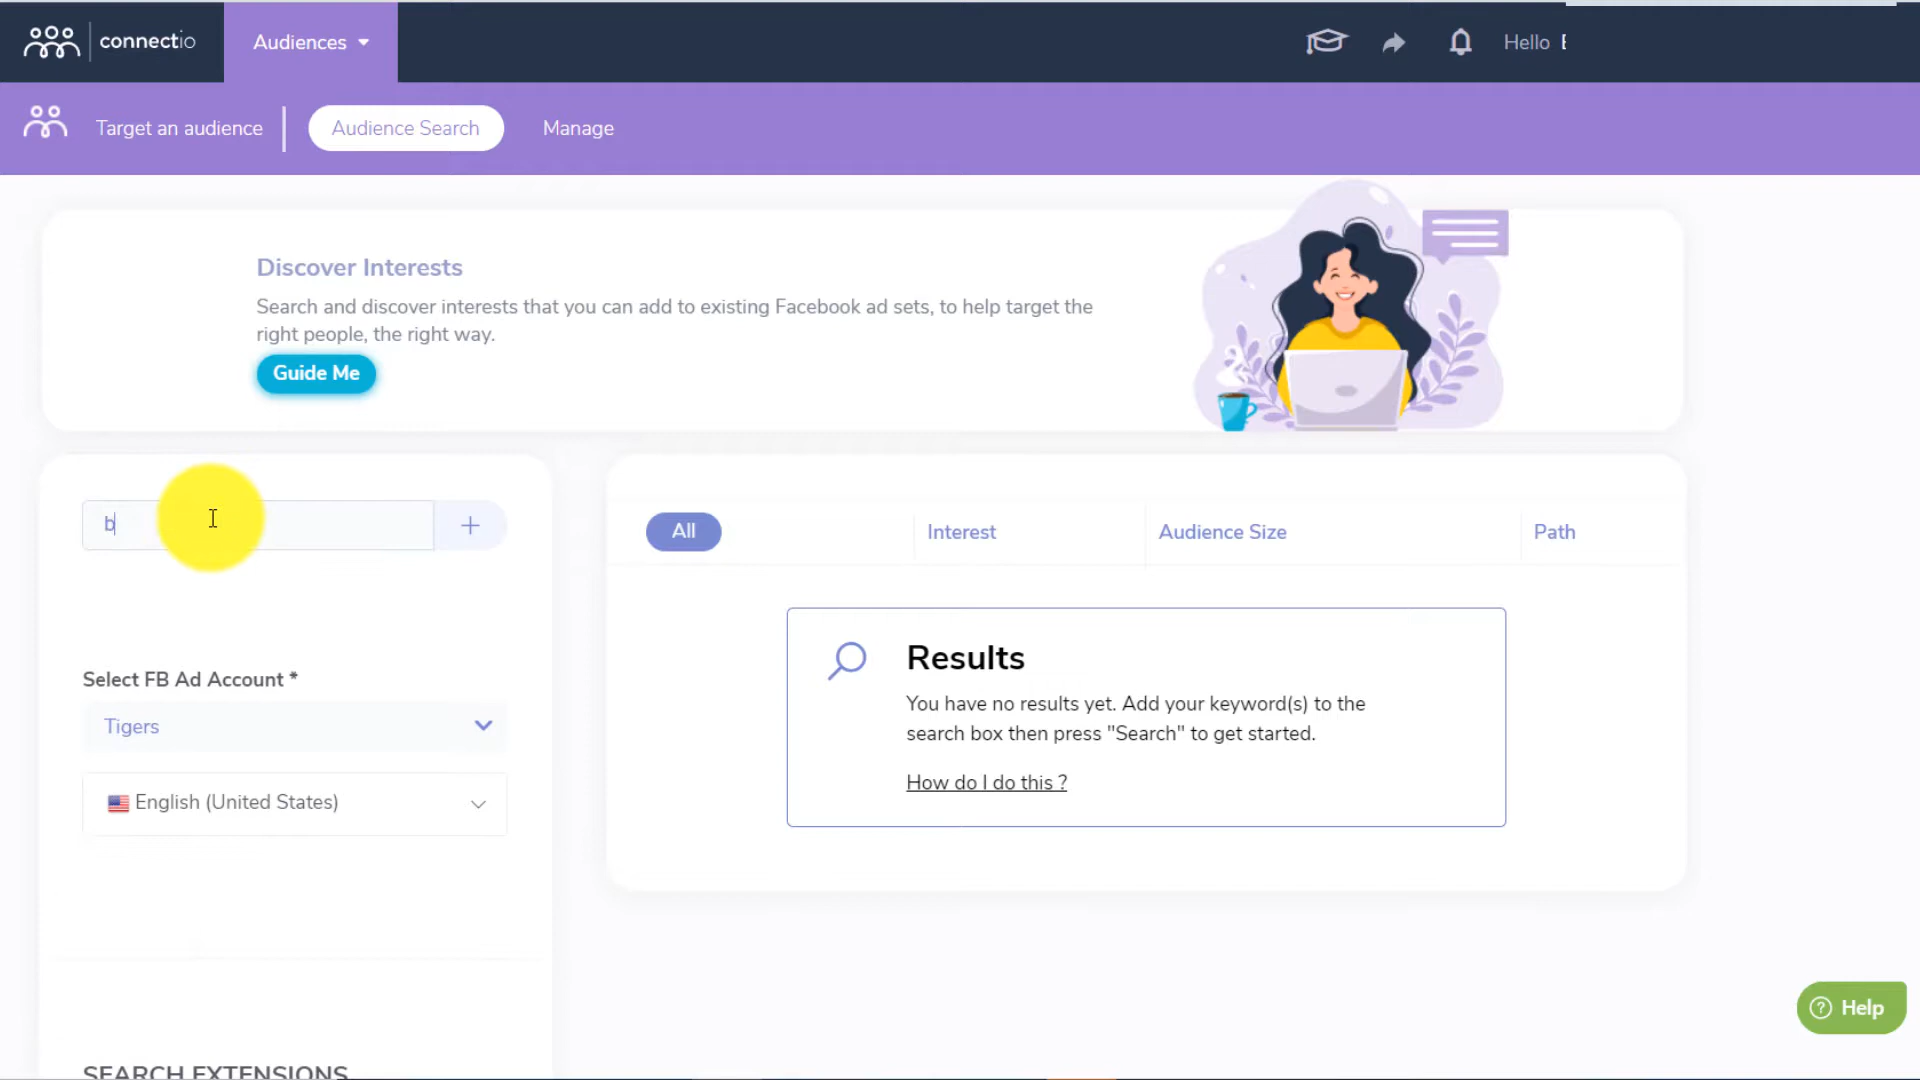 connectio
Audiences
Hello
Target an audience
Audience Search
Manage
Discover Interests
Search and discover interests that you can add to existing Facebook ad sets, to help target the
right people, the right way.
Guide Me
b
+
All
Interest
Audience Size
Path
Results
You have no results yet. Add your keyword(s) to the
search box then press "Search" to get started.
How do I do this ?
Select FB Ad Account *
Tigers
English (United States)
? Help
SEARCH EXTENSIONS